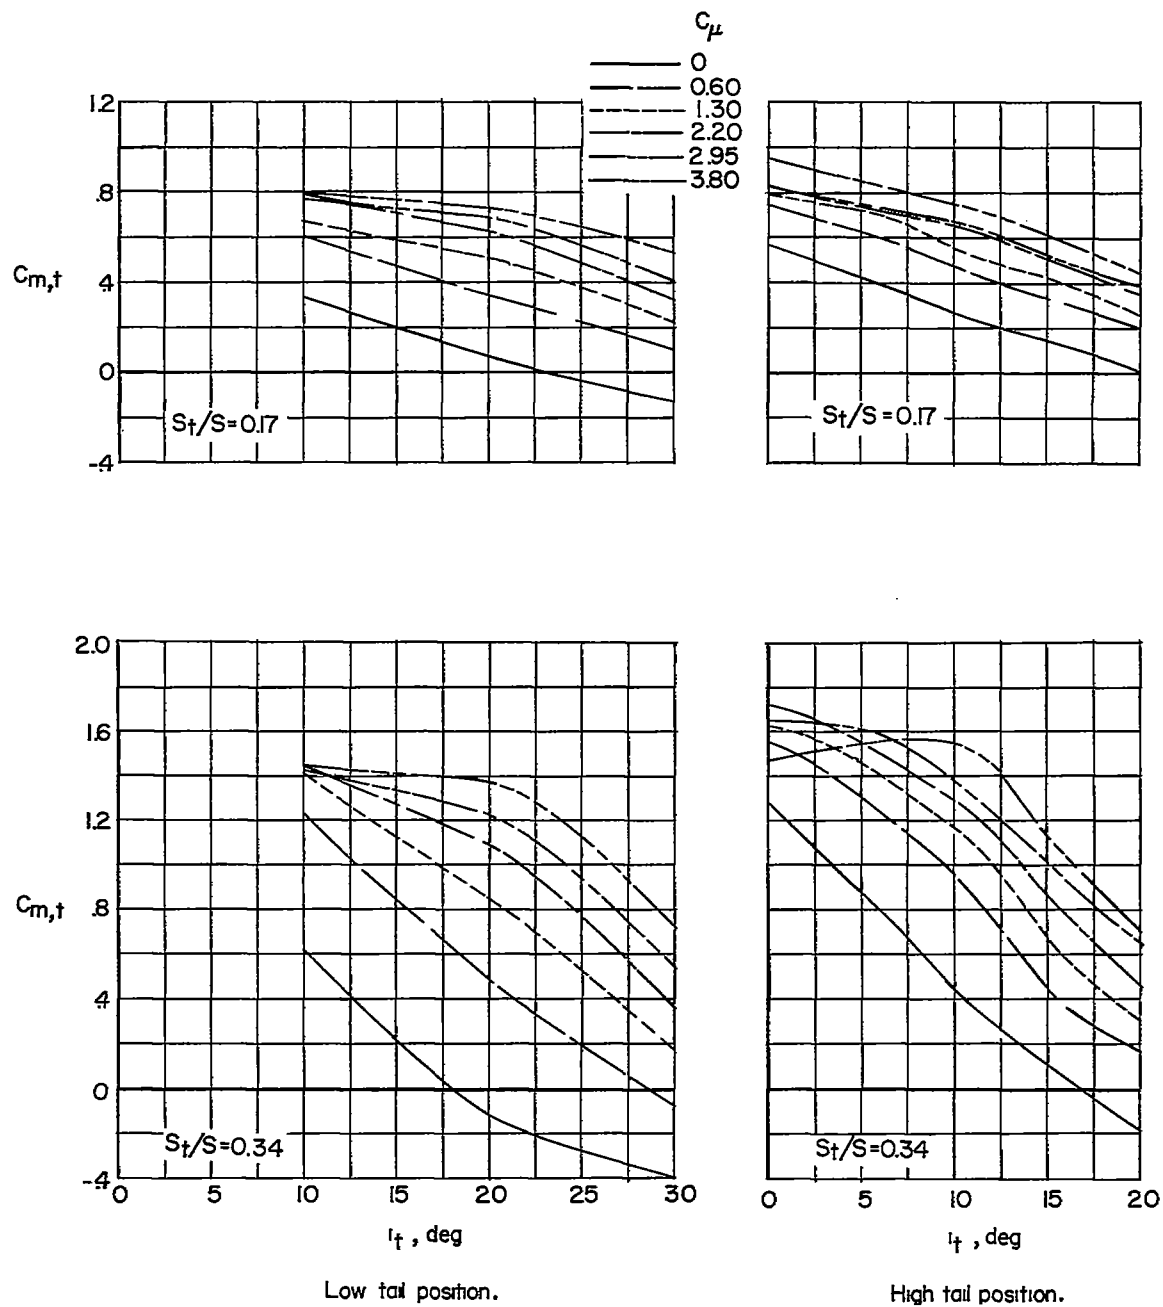 Cμ
0
0.60
1.30
2.20
2.95
3.80
1.2
.8
.4
0
-.4
Cm,t
St/S=0.17
St/S=0.17
2.0
1.6
1.2
.8
.4
0
-.4
Cm,t
St/S=0.34
St/S=0.34
0 5 10 15 20 25 30
0 5 10 15 20
it, deg
it, deg
Low tail position.
High tail position.